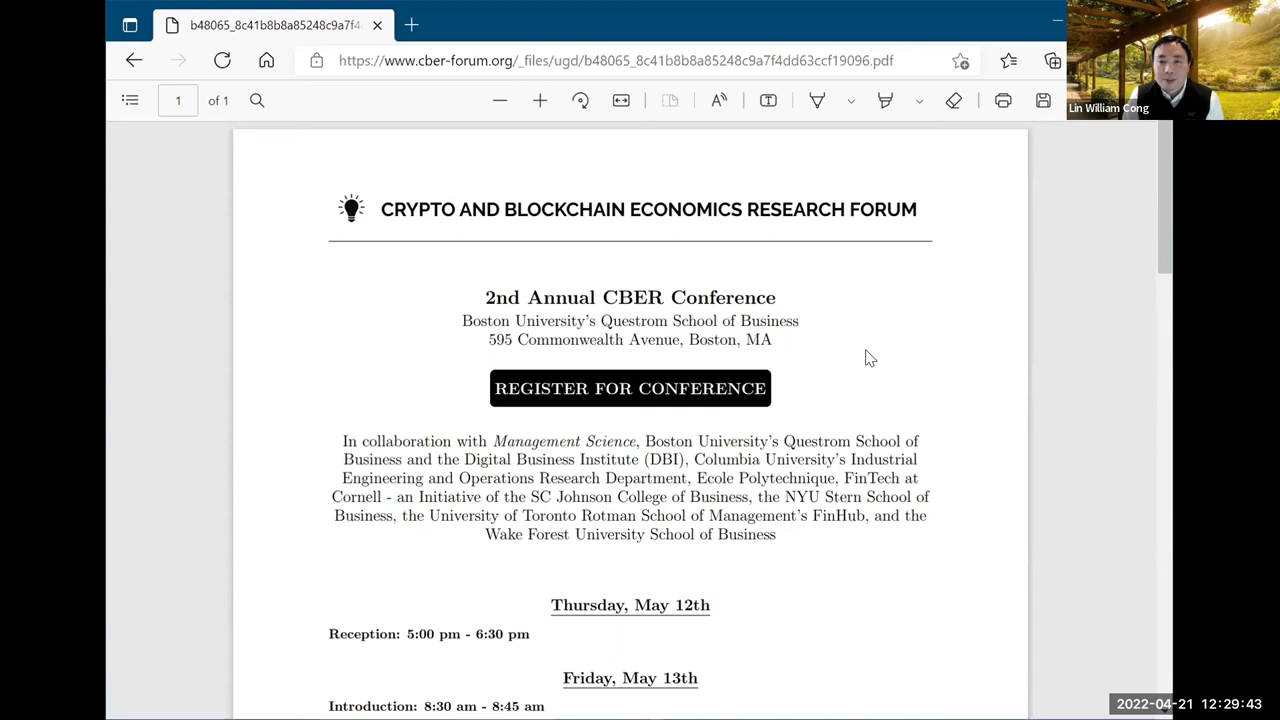 b48065_8c41b8b8a85248c9a7f4
https://www.cber-forum.org/_files/ugd/b48065_8c41b8b8a85248c9a7f4dd63ccf19096.pdf
1 of 1
Lin William Cong
CRYPTO AND BLOCKCHAIN ECONOMICS RESEARCH FORUM
2nd Annual CBER Conference
Boston University's Questrom School of Business
595 Commonwealth Avenue, Boston, MA
REGISTER FOR CONFERENCE
In collaboration with Management Science, Boston University's Questrom School of
Business and the Digital Business Institute (DBI), Columbia University's Industrial
Engineering and Operations Research Department, Ecole Polytechnique, FinTech at
Cornell - an Initiative of the SC Johnson College of Business, the NYU Stern School of
Business, the University of Toronto Rotman School of Management's FinHub, and the
Wake Forest University School of Business
Thursday, May 12th
Reception: 5:00 pm - 6:30 pm
Friday, May 13th
Introduction: 8:30 am - 8:45 am
2022-04-21 12:29:43